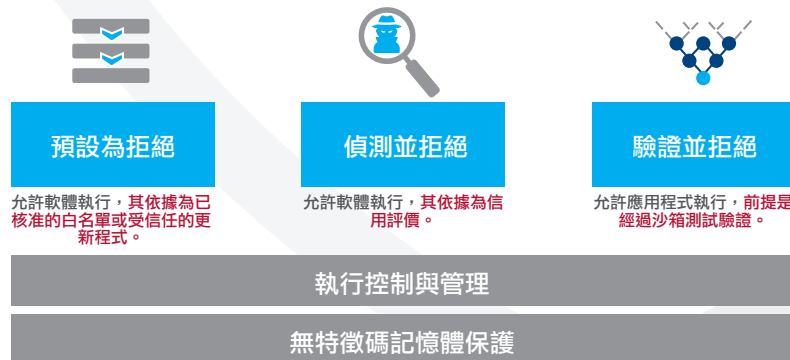 預設為拒絕
允許軟體執行，其依據為已
核准的白名單或受信任的更
新程式。
偵測並拒絕
允許軟體執行，其依據為信
用評價。
驗證並拒絕
允許應用程式執行，前提是
經過沙箱測試驗證。
執行控制與管理
無特徵碼記憶體保護